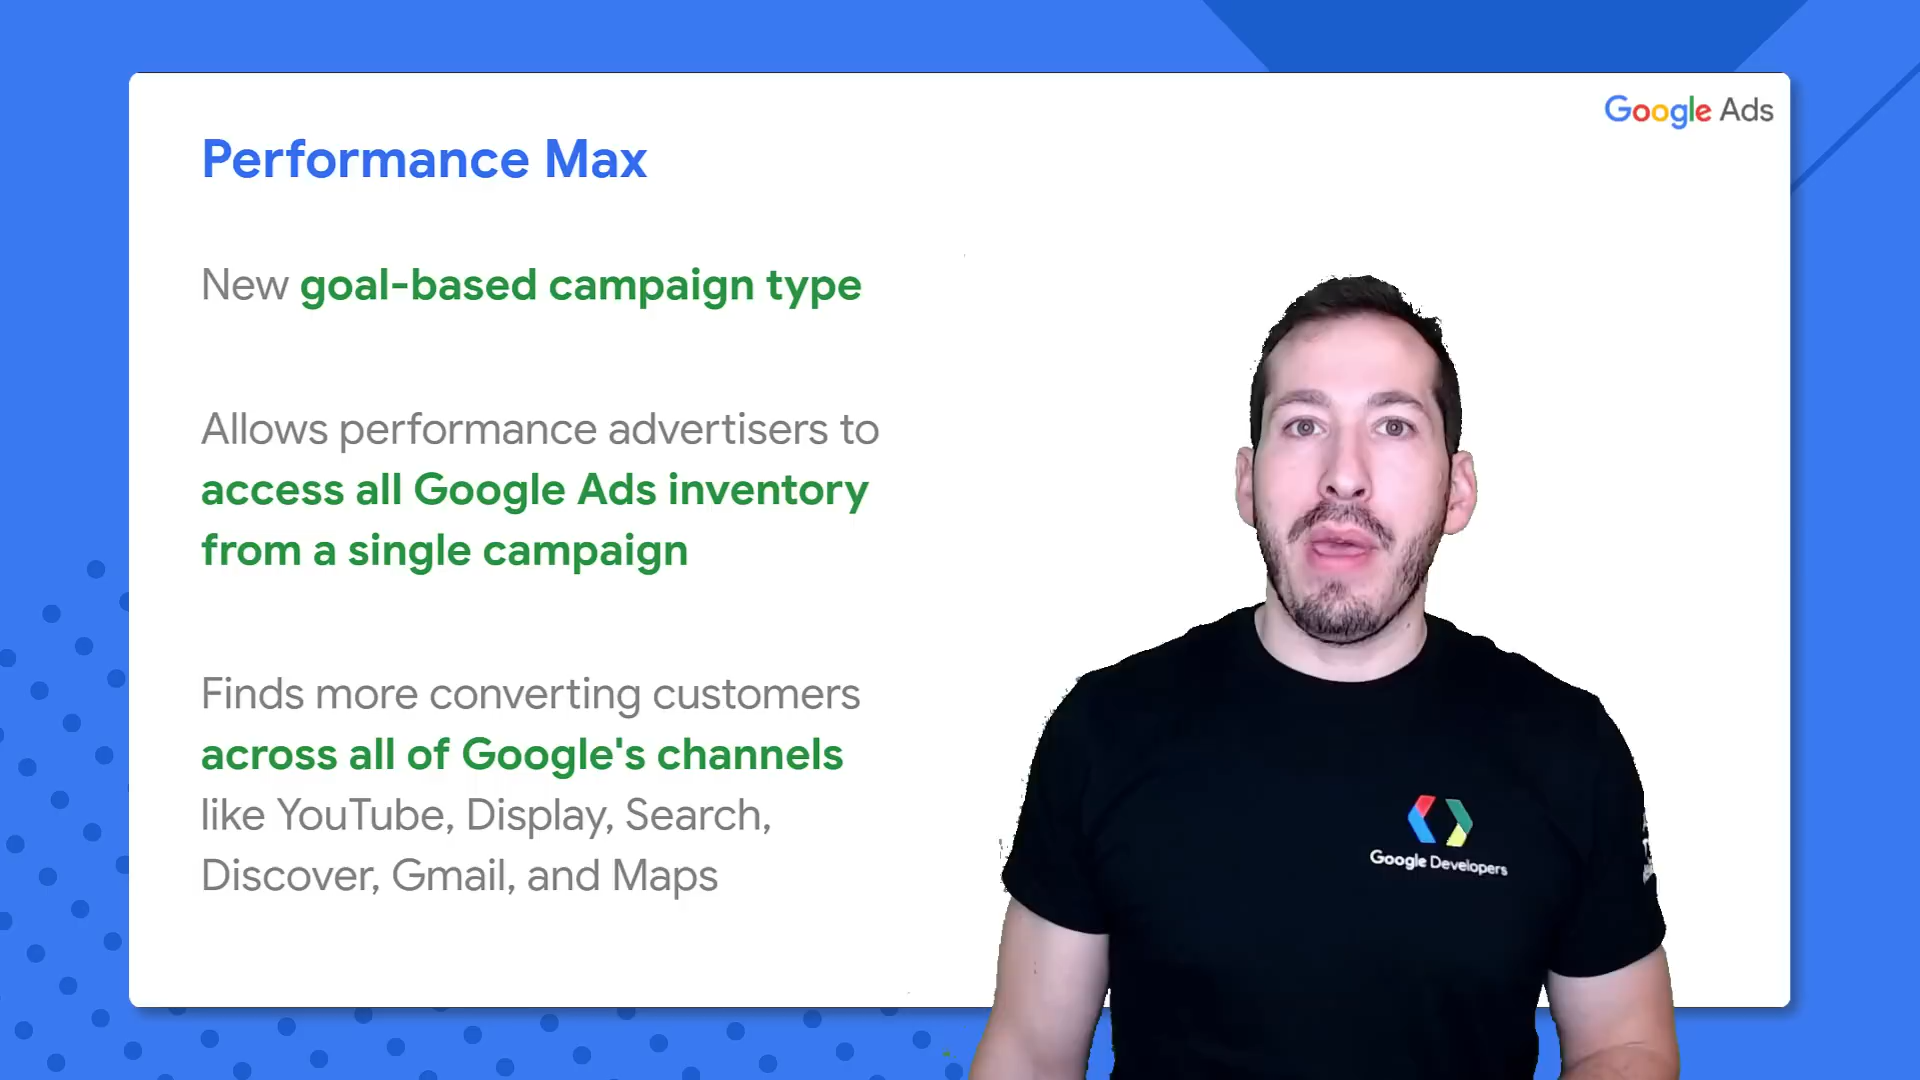 Google Ads
Performance Max
New goal-based campaign type
Allows performance advertisers to
access all Google Ads inventory
from a single campaign
Finds more converting customers
across all of Google's channels
like YouTube, Display, Search,
Discover, Gmail, and Maps
Google Developers